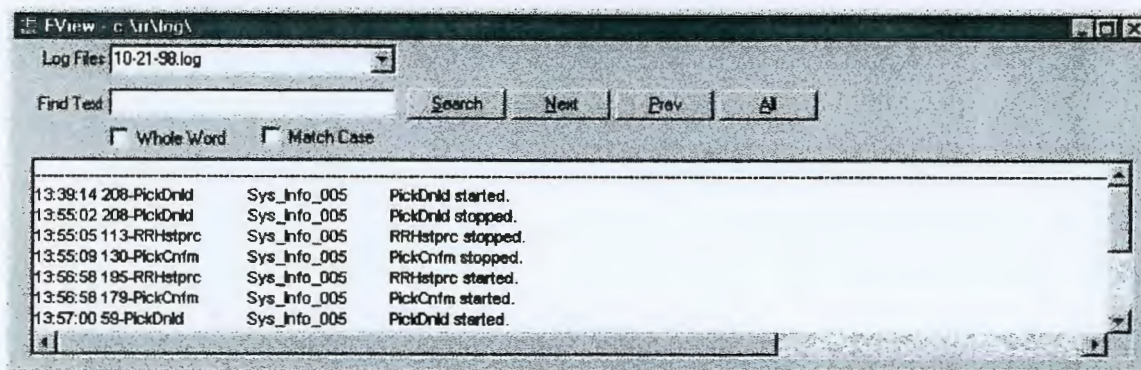 FView - c:\rr\log\
Log Files 10-21-98.log
Find Text Search Next Prev All
Whole Word Match Case
13:39:14 208-PickDnld Sys_Info_005 PickDnld started.
13:55:02 208-PickDnld Sys_Info_005 PickDnld stopped.
13:55:05 113-RRHstprc Sys_Info_005 RRHstprc stopped.
13:55:09 130-PickCnfm Sys_Info_005 PickCnfm stopped.
13:56:58 195-RRHstprc Sys_Info_005 RRHstprc started.
13:56:58 179-PickCnfm Sys_Info_005 PickCnfm started.
13:57:00 59-PickDnld Sys_Info_005 PickDnld started.